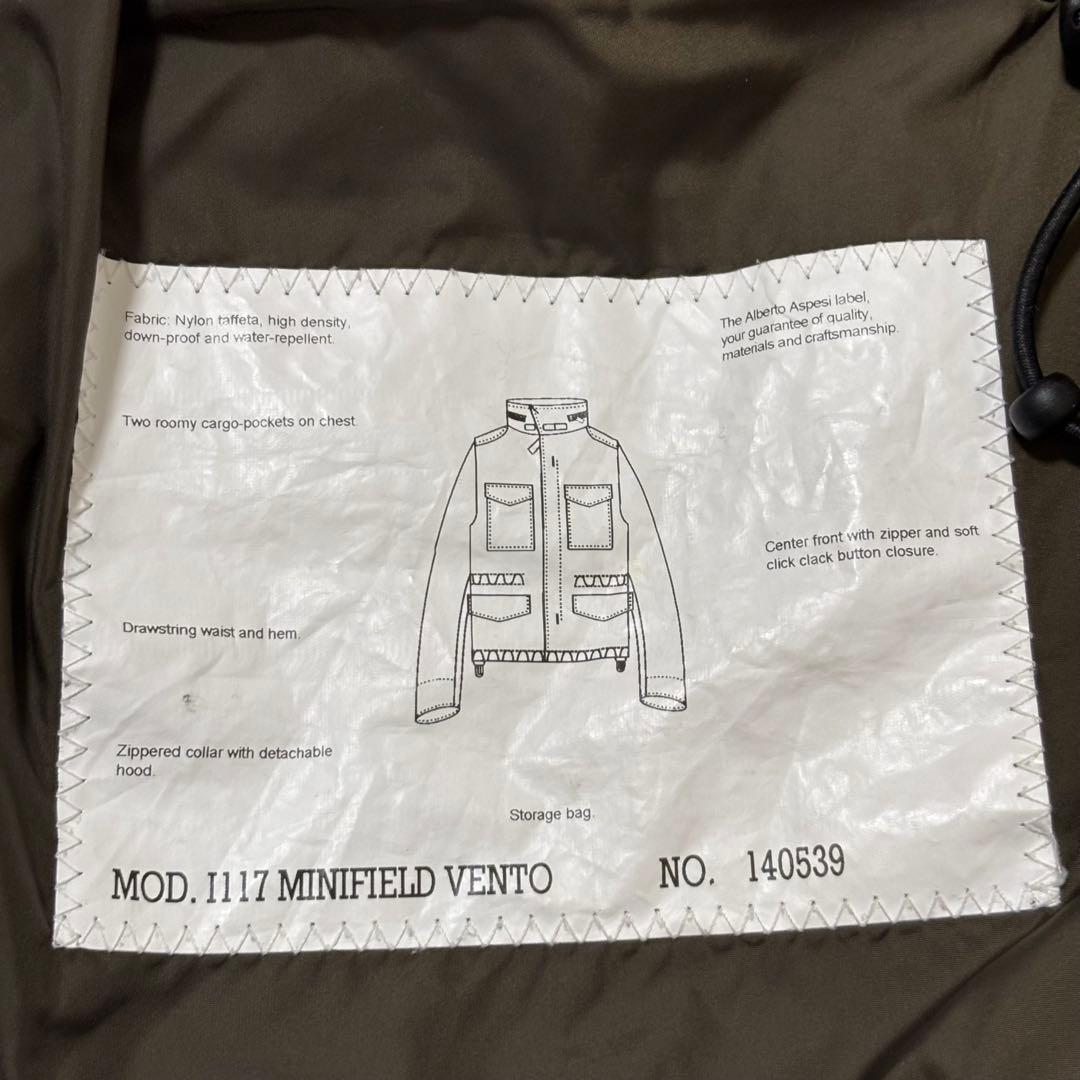 Fabric: Nylon taffeta, high density,
down-proof and water-repellent.
The Alberto Aspesi label,
your guarantee of quality,
materials and craftsmanship.
Two roomy cargo-pockets on chest.
Center front with zipper and soft
click clack button closure.
Drawstring waist and hem.
Zippered collar with detachable
hood.
Storage bag.
MOD. I117 MINIFIELD VENTO
NO. 140539